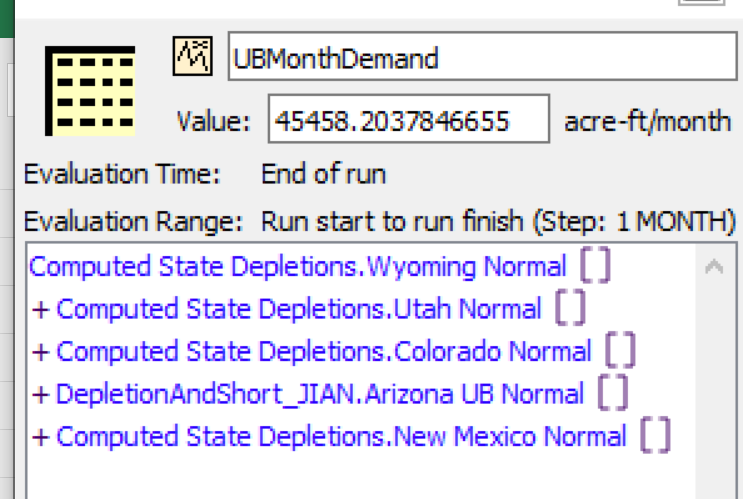 UBMonthDemand
Value: 45458.2037846655 acre-ft/month
Evaluation Time: End of run
Evaluation Range: Run start to run finish (Step: 1 MONTH)
Computed State Depletions.Wyoming Normal []
+ Computed State Depletions.Utah Normal []
+ Computed State Depletions.Colorado Normal []
+ DepletionAndShort_JIAN.Arizona UB Normal []
+ Computed State Depletions.New Mexico Normal []